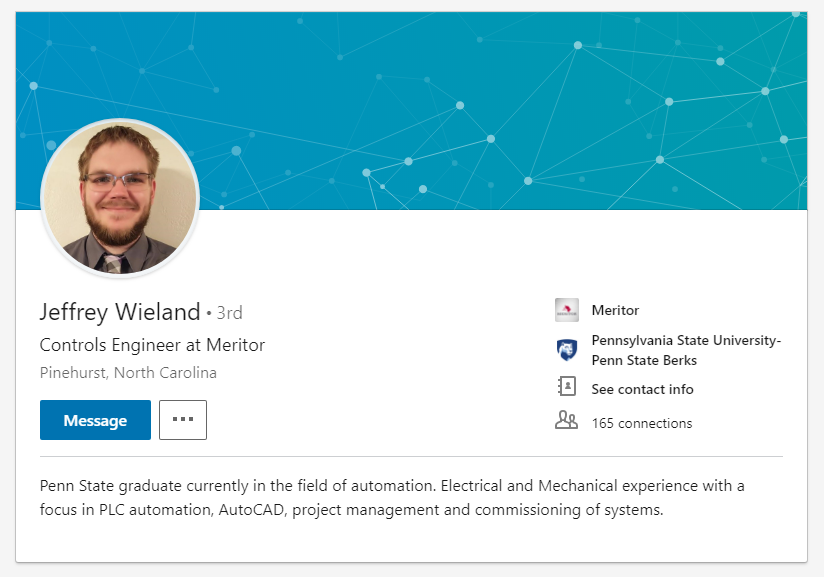 Jeffrey Wieland • 3rd
Controls Engineer at Meritor
Pinehurst, North Carolina
Message
Meritor
Pennsylvania State University-
Penn State Berks
See contact info
165 connections
Penn State graduate currently in the field of automation. Electrical and Mechanical experience with a
focus in PLC automation, AutoCAD, project management and commissioning of systems.